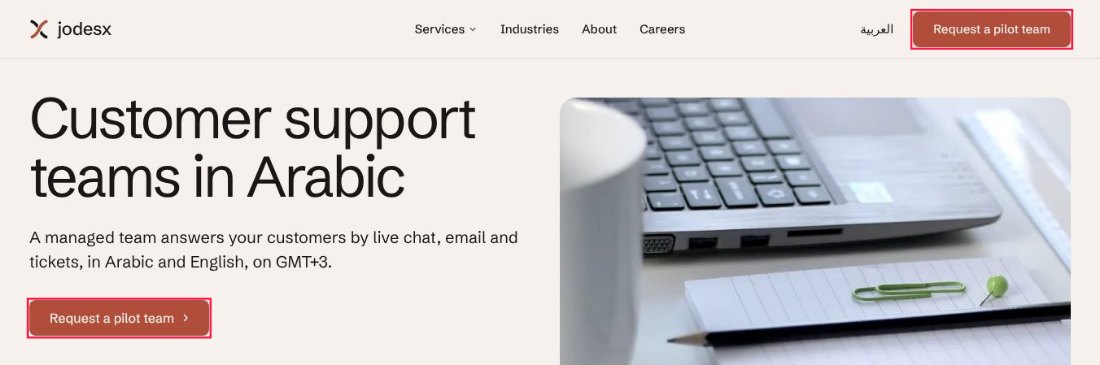 jodesx
Services
Industries
About
Careers
العربية
Request a pilot team
Customer support
teams in Arabic
A managed team answers your customers by live chat, email and
tickets, in Arabic and English, on GMT+3.
Request a pilot team